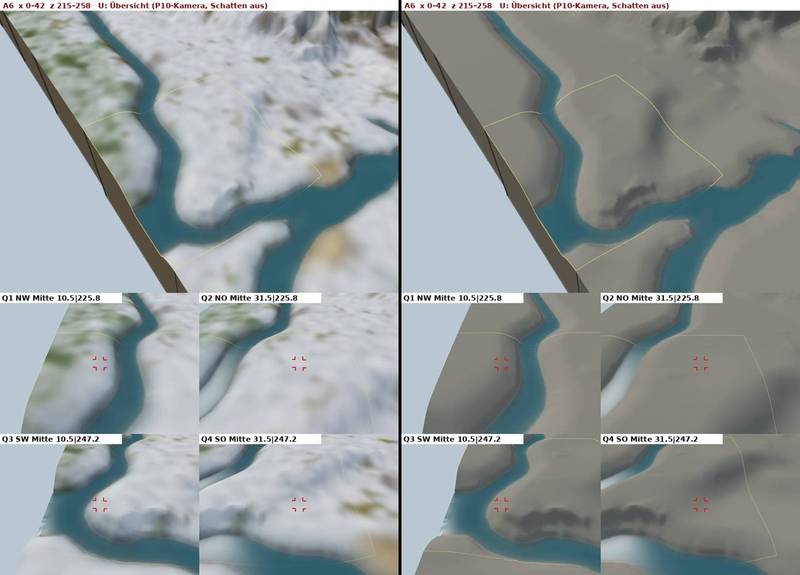 A6 x 0-42 z 215-258 U: Übersicht (P10-Kamera, Schatten aus)
A6 x 0-42 z 215-258 U: Übersicht (P10-Kamera, Schatten aus)
Q1 NW Mitte 10.5|225.8
Q2 NO Mitte 31.5|225.8
Q1 NW Mitte 10.5|225.8
Q2 NO Mitte 31.5|225.8
Q3 SW Mitte 10.5|247.2
Q4 SO Mitte 31.5|247.2
Q3 SW Mitte 10.5|247.2
Q4 SO Mitte 31.5|247.2